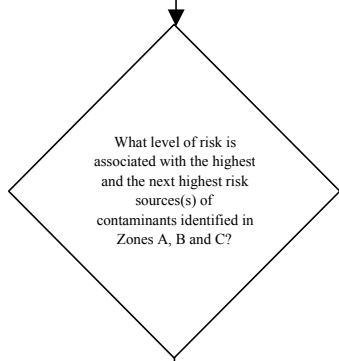 What level of risk is
associated with the highest
and the next highest risk
sources(s) of
contaminants identified in
Zones A, B and C?